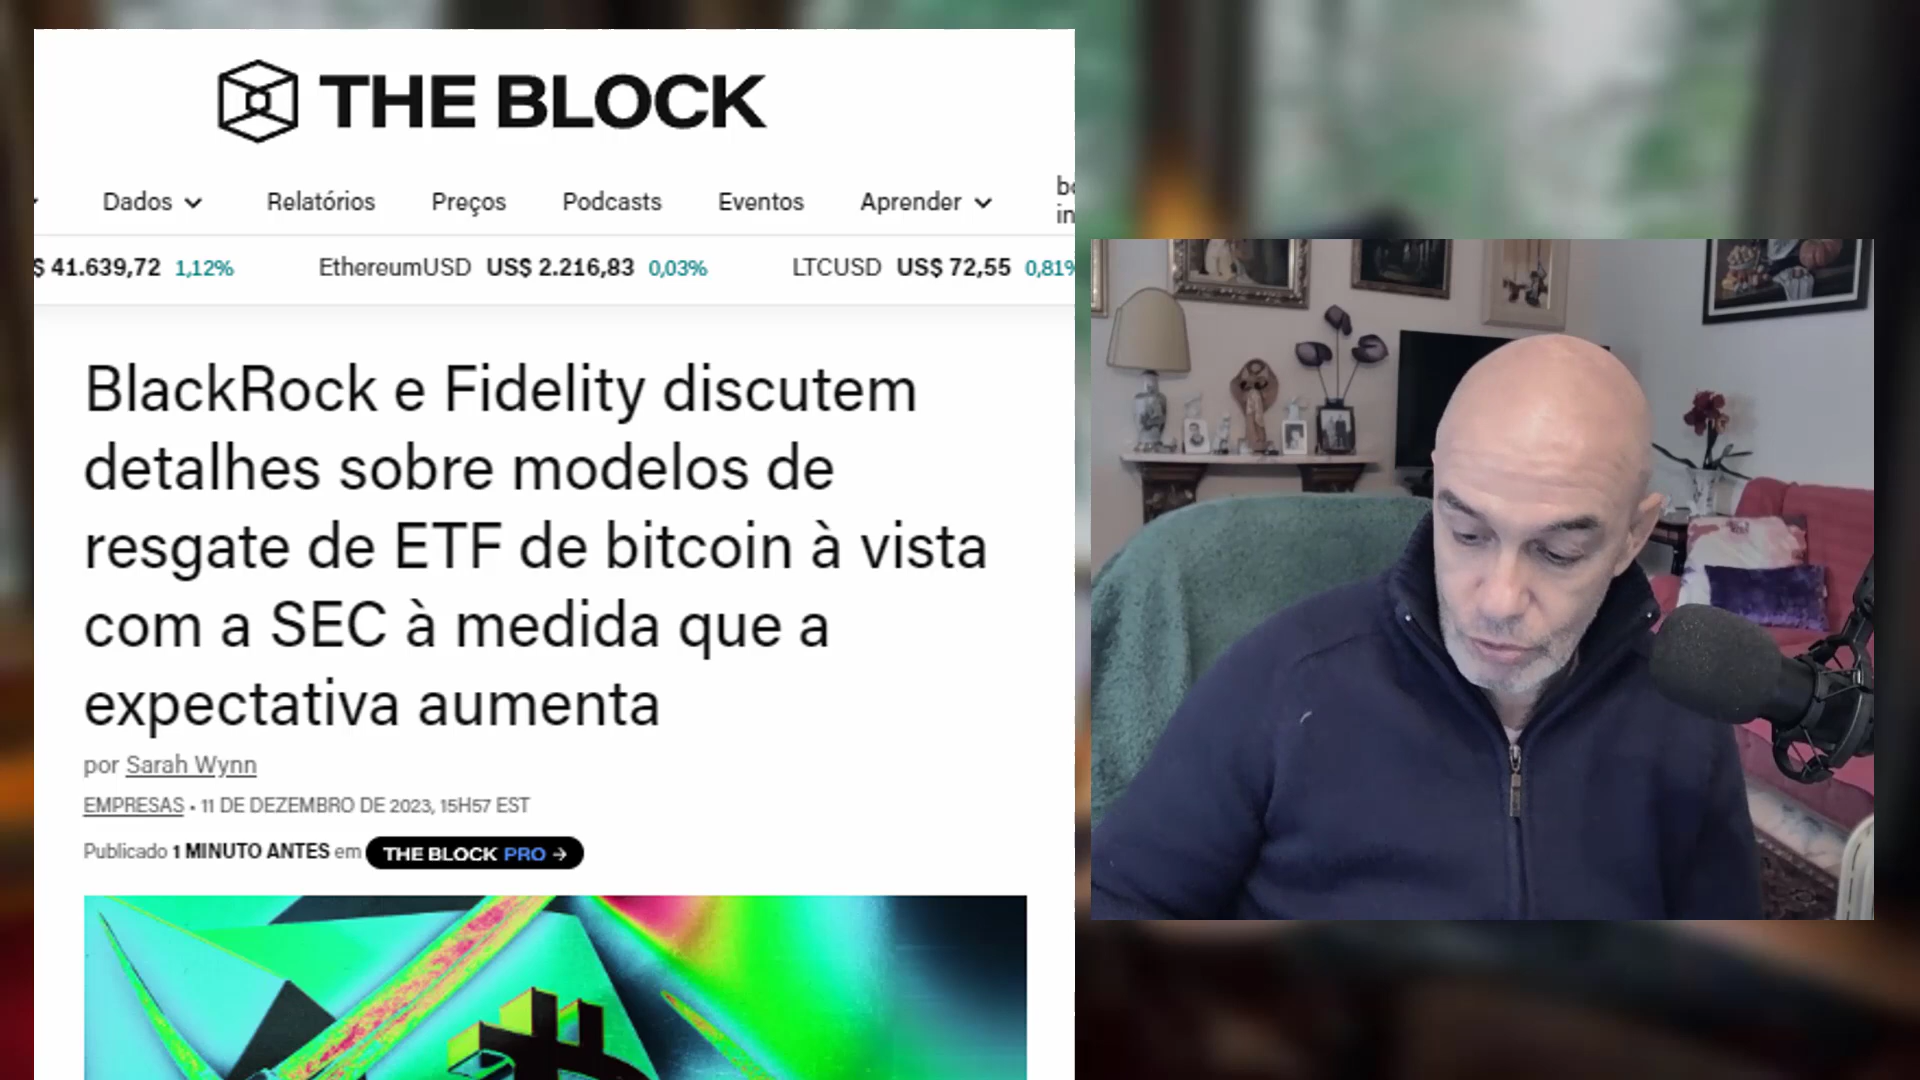 THE BLOCK
Dados
Relatórios
Preços
Podcasts
Eventos
Aprender
$ 41.639,72 1,12% EthereumUSD US$ 2.216,83 0,03% LTCUSD US$ 72,55 0,81%
BlackRock e Fidelity discutem
detalhes sobre modelos de
resgate de ETF de bitcoin à vista
com a SEC à medida que a
expectativa aumenta
por Sarah Wynn
EMPRESAS • 11 DE DEZEMBRO DE 2023, 15H57 EST
Publicado 1 MINUTO ANTES em THE BLOCK PRO →